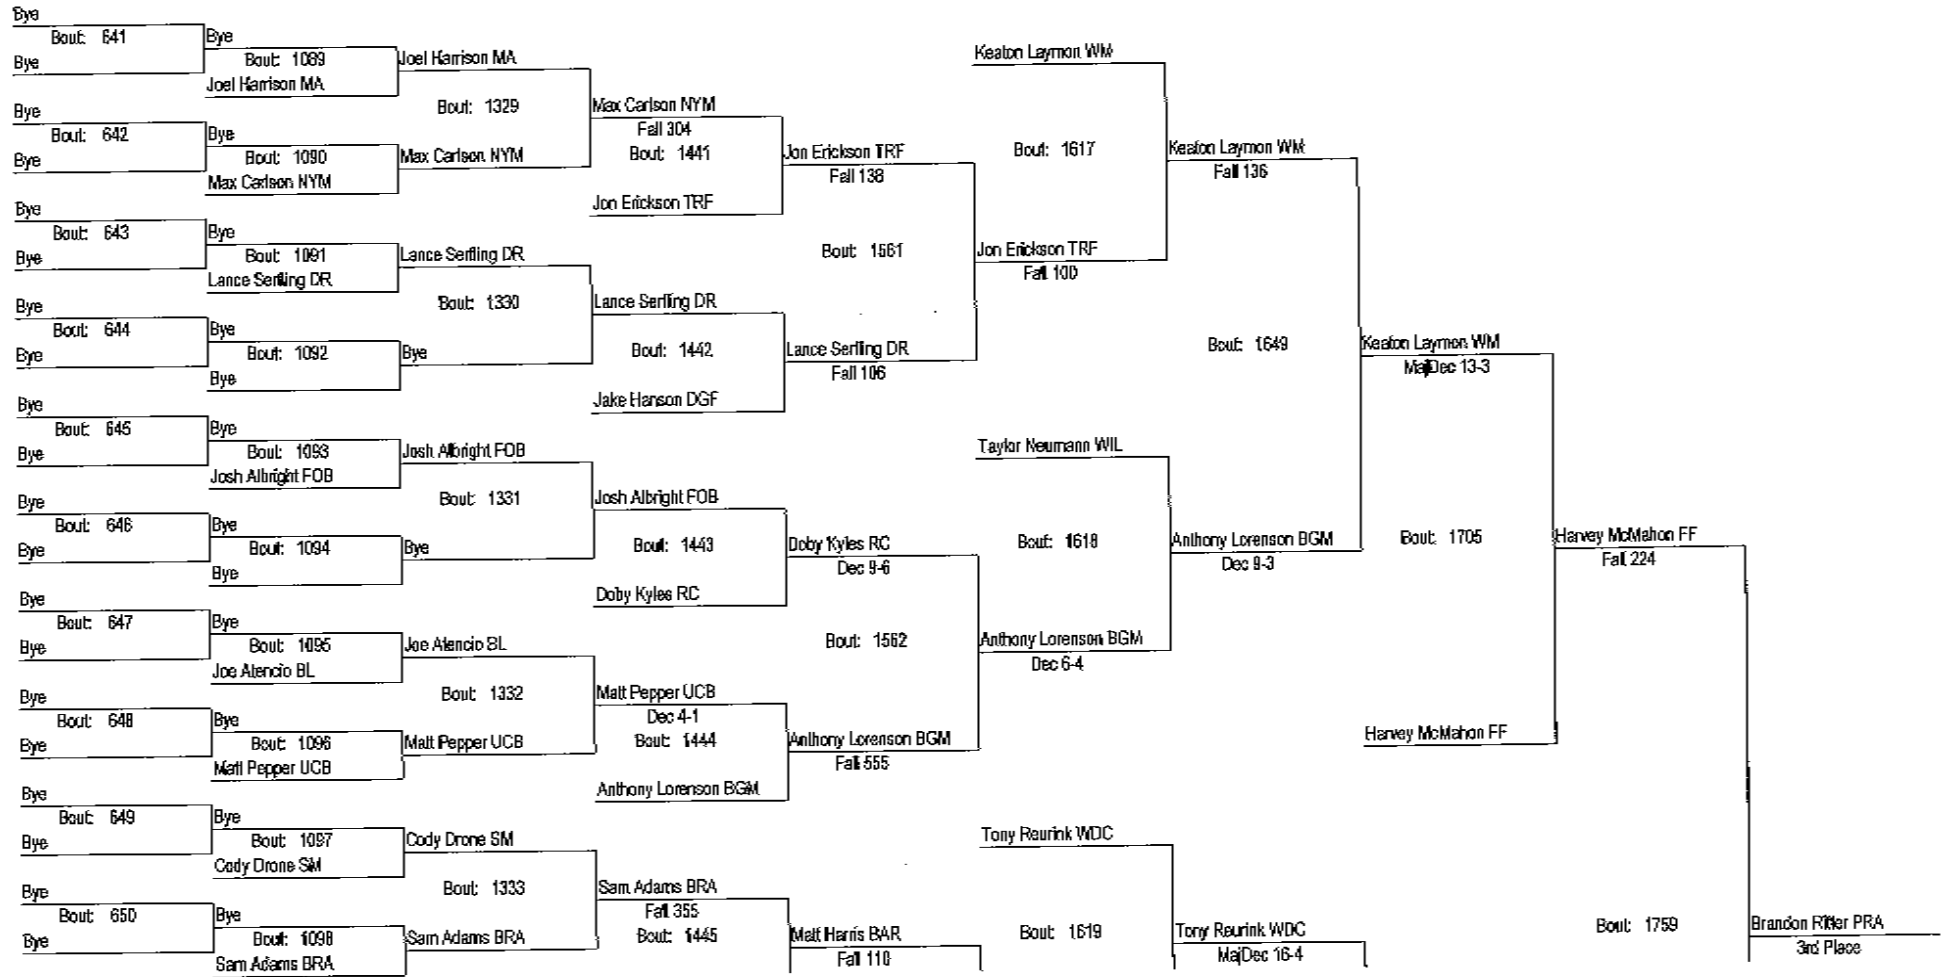 Bye
Bout: 641
Bye
Bye
Bout: 1089
Joel Harrison MA
Joel Harrison MA
Bout: 1329
Bye
Bout: 642
Bye
Bye
Bout: 1090
Max Carlson NYM
Max Carlson NYM
Max Carlson NYM
Fall 304
Bout: 1441
Jon Erickson TRF
Jon Erickson TRF
Fall 138
Bout: 1561
Bye
Bout: 643
Bye
Bye
Bout: 1091
Lance Serfling DR
Lance Serfling DR
Bout: 1330
Bye
Bout: 644
Bye
Bye
Bout: 1092
Bye
Bye
Lance Serfling DR
Bout: 1442
Jake Hanson DGF
Lance Serfling DR
Fall 106
Keaton Laymon WM
Bout: 1617
Jon Erickson TRF
Fall 100
Keaton Laymon WM
Fall 136
Bout: 1649
Bye
Bout: 645
Bye
Bye
Bout: 1093
Josh Albright FOB
Josh Albright FOB
Bout: 1331
Bye
Bout: 646
Bye
Bye
Bout: 1094
Bye
Bye
Josh Albright FOB
Bout: 1443
Doby Kyles RC
Doby Kyles RC
Dec 9-6
Bout: 1562
Bye
Bout: 647
Bye
Bye
Bout: 1095
Joe Atencio BL
Joe Atencio BL
Bout: 1332
Bye
Bout: 648
Bye
Bye
Bout: 1096
Matt Pepper UCB
Matt Pepper UCB
Matt Pepper UCB
Dec 4-1
Bout: 1444
Anthony Lorenson BGM
Anthony Lorenson BGM
Fall 555
Taylor Neumann WIL
Bout: 1618
Anthony Lorenson BGM
Dec 6-4
Anthony Lorenson BGM
Dec 9-3
Keaton Laymon WM
MajDec 13-3
Bout: 1705
Harvey McMahon FF
Harvey McMahon FF
Fall 224
Bye
Bout: 649
Bye
Bye
Bout: 1097
Cody Drone SM
Cody Drone SM
Bout: 1333
Bye
Bout: 650
Bye
Bye
Bout: 1098
Sam Adams BRA
Sam Adams BRA
Sam Adams BRA
Fall 355
Bout: 1445
Matt Harris BAR
Fall 110
Tony Reurink WDC
Bout: 1619
Tony Reurink WDC
MajDec 16-4
Bout: 1759
Brandon Ritter PRA
3rd Place